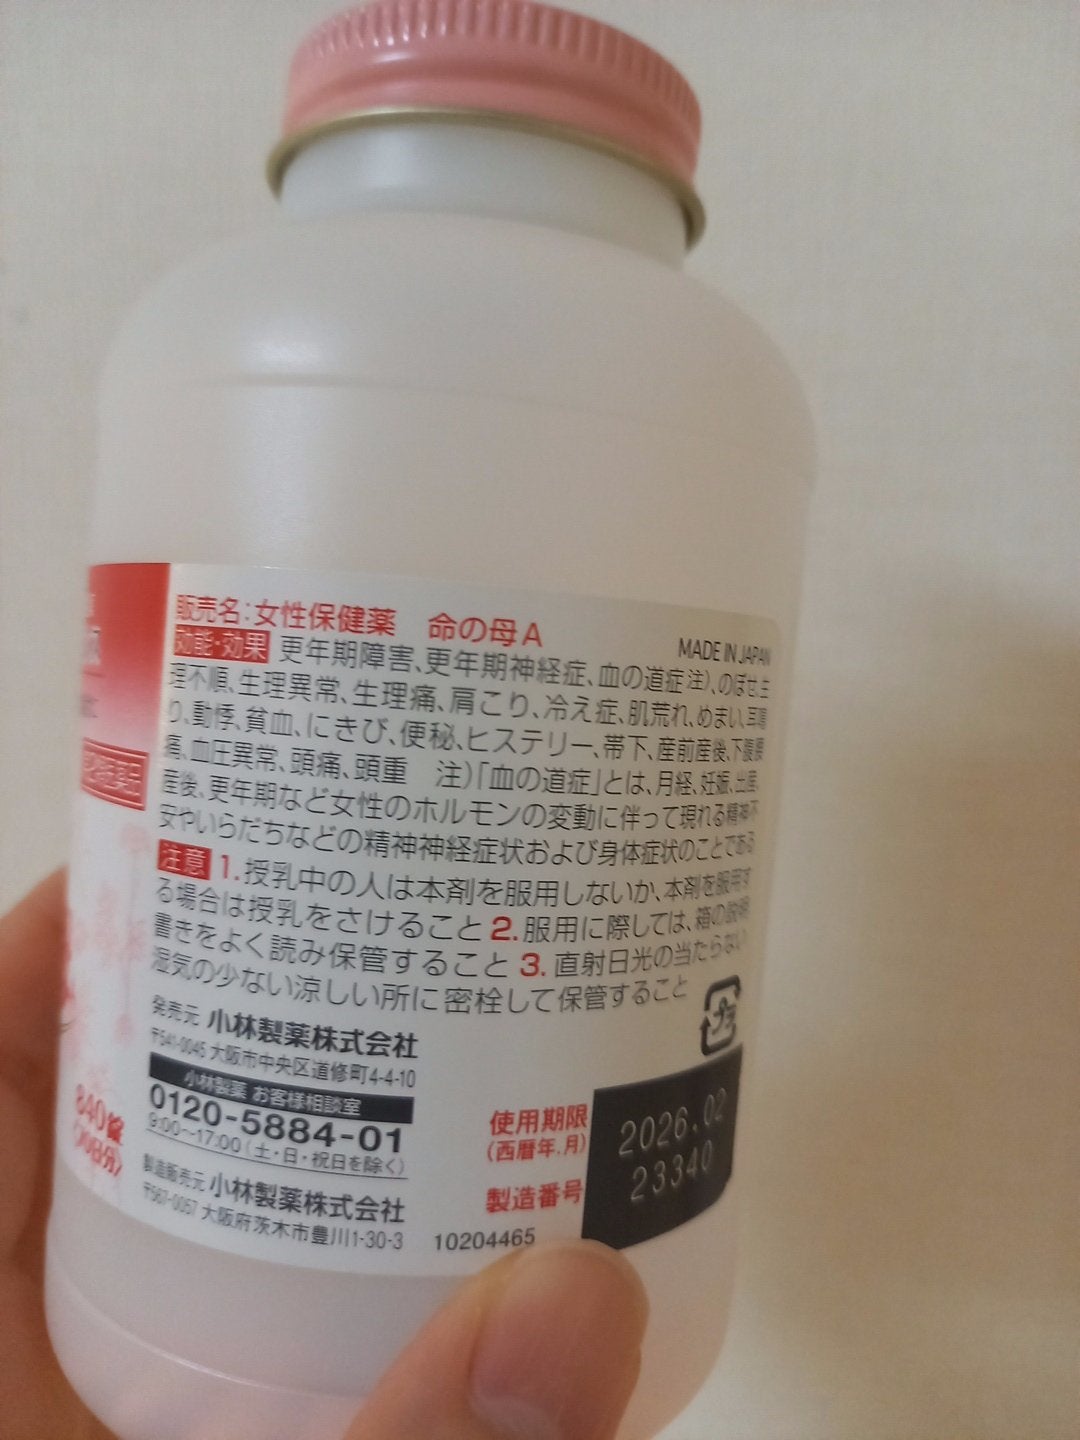 販売名:女性保健薬 命の母A
MADE IN JAPAN
効能・効果 更年期障害、更年期神経症、血の道症注)、のぼせ、生
理不順、生理異常、生理痛、肩こり、冷え症、肌荒れ、めまい、耳鳴
り、動悸、貧血、にきび、便秘、ヒステリー、帯下、産前産後、下腹腰
痛、血圧異常、頭痛、頭重 注)「血の道症」とは、月経、妊娠、出産、
産後、更年期など女性のホルモンの変動に伴って現れる精神不
安やいらだちなどの精神神経症状および身体症状のことである
注意 1.授乳中の人は本剤を服用しないか、本剤を服用す
る場合は授乳をさけること 2.服用に際しては、箱の説明
書きをよく読み保管すること 3.直射日光の当たらない
湿気の少ない涼しい所に密栓して保管すること
プラ
発売元 小林製薬株式会社
〒541-0045 大阪市中央区道修町4-4-10
小林製薬 お客様相談室
0120-5884-01
9:00~17:00(土・日・祝日を除く)
製造販売元 小林製薬株式会社
〒567-0057 大阪府茨木市豊川1-30-3
10204465
使用期限
(西暦年.月)
2026.02
製造番号
23340
840錠